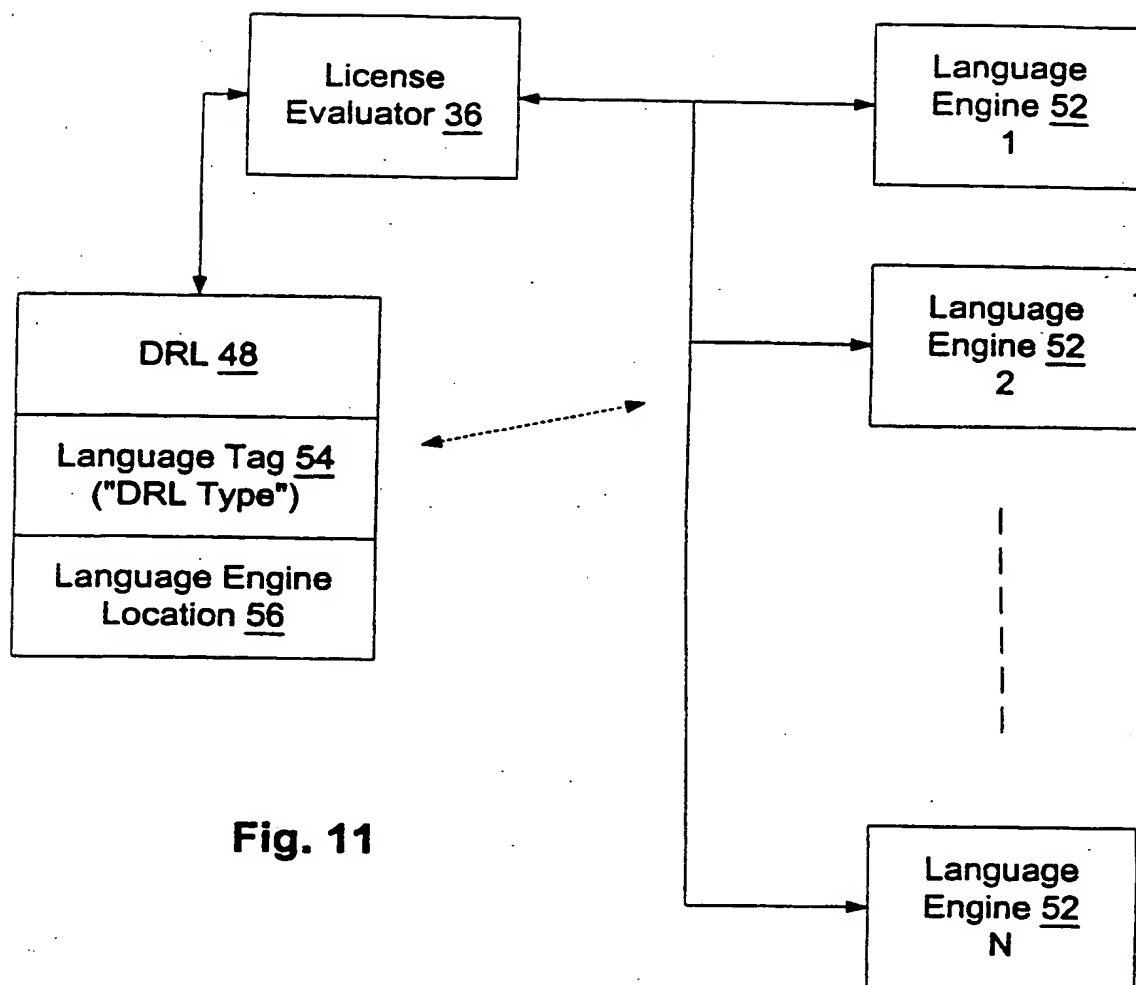 License
Evaluator 36
Language
Engine 52
1
DRL 48
Language Tag 54
("DRL Type")
Language Engine
Location 56
Language
Engine 52
2
Language
Engine 52
N
Fig. 11